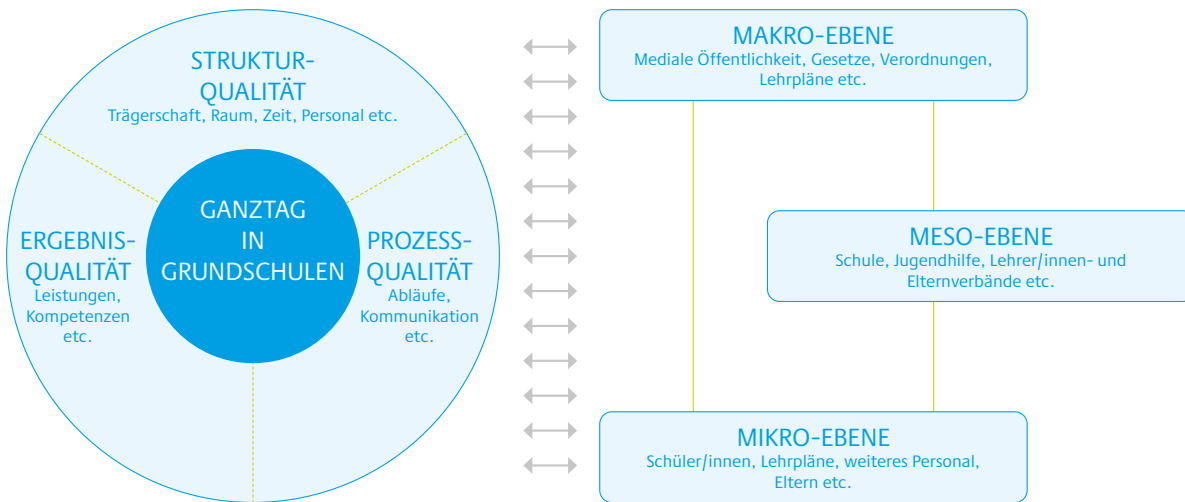 STRUKTUR-
QUALITÄT
Trägerschaft, Raum, Zeit, Personal etc.
GANZTAG
IN
GRUNDSCHULEN
ERGEBNIS-
QUALITÄT
Leistungen,
Kompetenzen
etc.
PROZESS-
QUALITÄT
Abläufe,
Kommunikation
etc.
MAKRO-EBENE
Mediale Öffentlichkeit, Gesetze, Verordnungen,
Lehrpläne etc.
MESO-EBENE
Schule, Jugendhilfe, Lehrer/innen- und
Elternverbände etc.
MIKRO-EBENE
Schüler/innen, Lehrpläne, weiteres Personal,
Eltern etc.